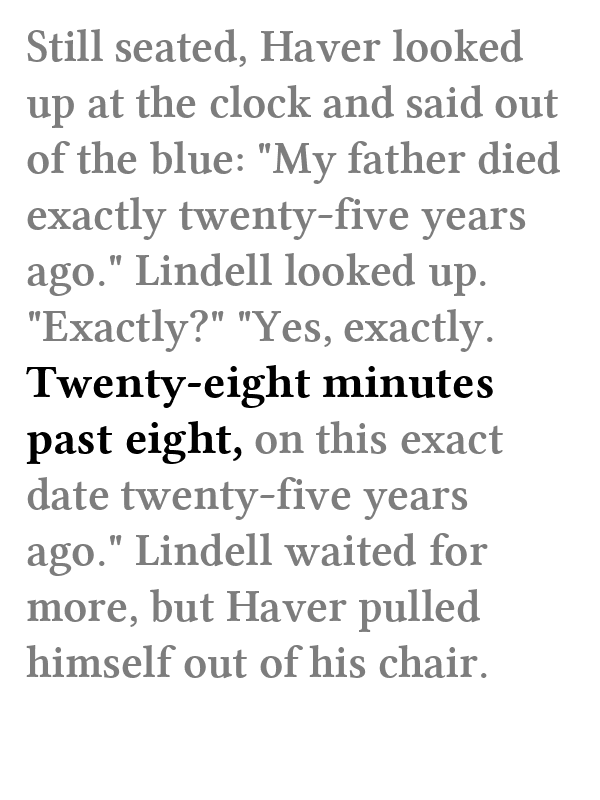 Still seated, Haver looked
up at the clock and said out
of the blue: "My father died
exactly twenty-five years
ago." Lindell looked up.
"Exactly?" "Yes, exactly.
Twenty-eight minutes
past eight, on this exact
date twenty-five years
ago." Lindell waited for
more, but Haver pulled
himself out of his chair.